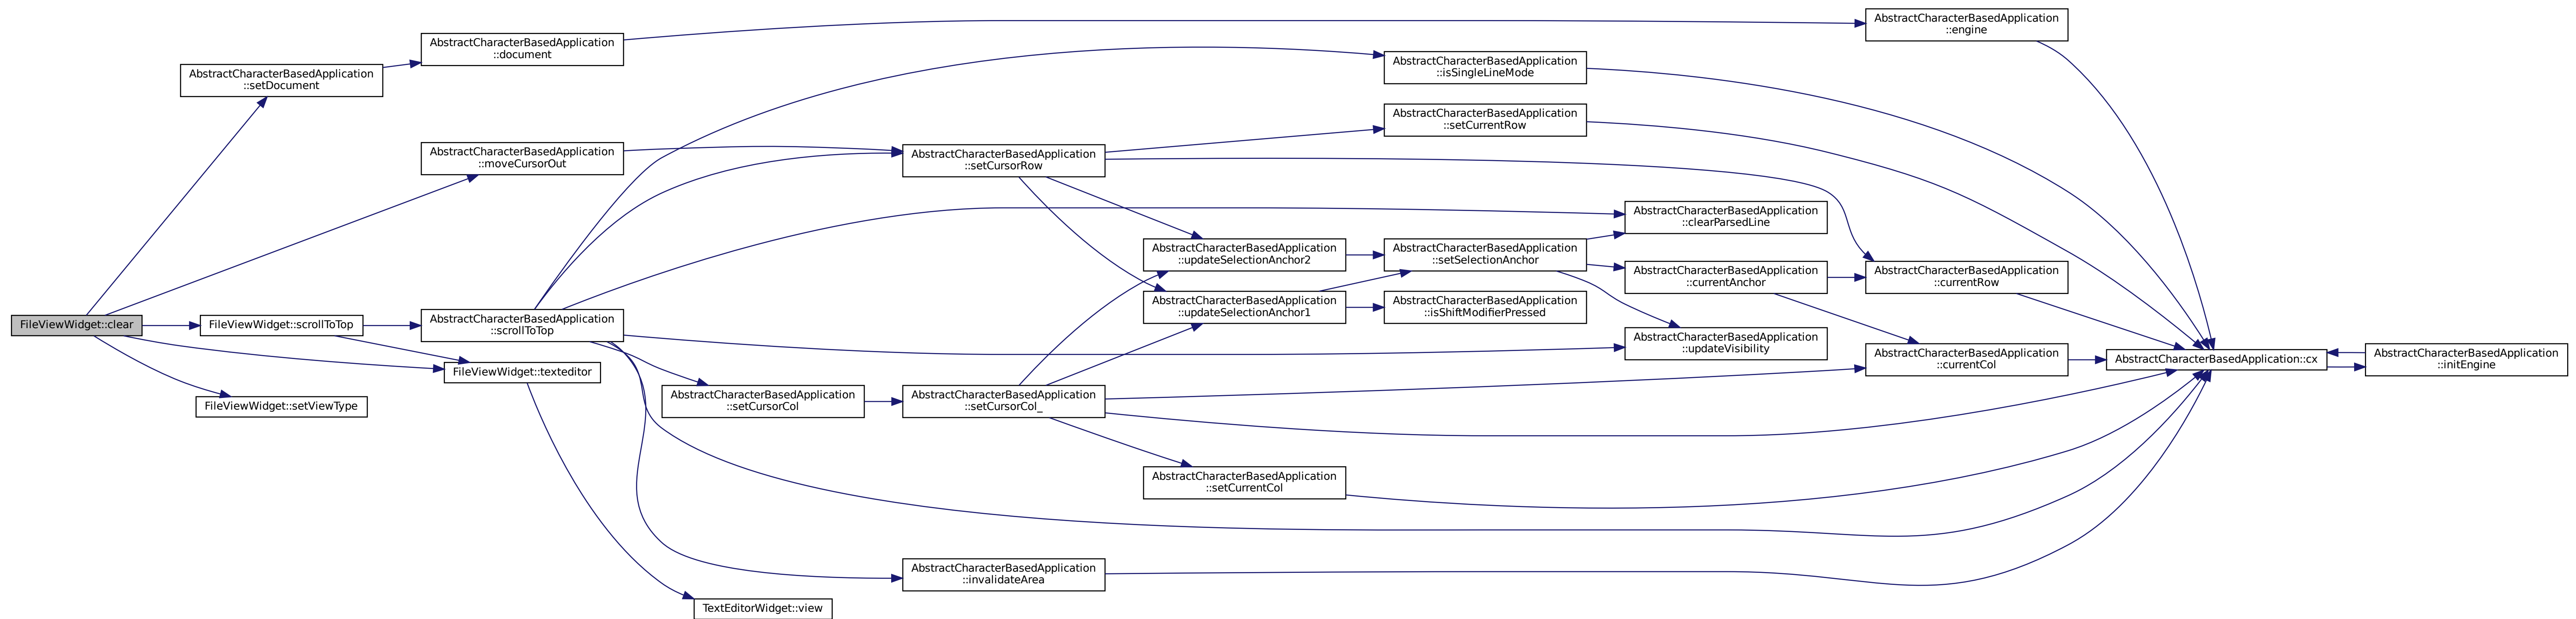 FileViewWidget::clear
AbstractCharacterBasedApplication
::setDocument
FileViewWidget::scrollToTop
FileViewWidget::setViewType
AbstractCharacterBasedApplication
::document
AbstractCharacterBasedApplication
::moveCursorOut
AbstractCharacterBasedApplication
::scrollToTop
FileViewWidget::texteditor
AbstractCharacterBasedApplication
::setCursorCol
TextEditorWidget::view
AbstractCharacterBasedApplication
::setCursorRow
AbstractCharacterBasedApplication
::setCursorCol_
AbstractCharacterBasedApplication
::invalidateArea
AbstractCharacterBasedApplication
::updateSelectionAnchor2
AbstractCharacterBasedApplication
::updateSelectionAnchor1
AbstractCharacterBasedApplication
::setCurrentCol
AbstractCharacterBasedApplication
::isSingleLineMode
AbstractCharacterBasedApplication
::setCurrentRow
AbstractCharacterBasedApplication
::setSelectionAnchor
AbstractCharacterBasedApplication
::isShiftModifierPressed
AbstractCharacterBasedApplication
::clearParsedLine
AbstractCharacterBasedApplication
::currentAnchor
AbstractCharacterBasedApplication
::updateVisibility
AbstractCharacterBasedApplication
::engine
AbstractCharacterBasedApplication
::currentRow
AbstractCharacterBasedApplication
::currentCol
AbstractCharacterBasedApplication::cx
AbstractCharacterBasedApplication
::initEngine